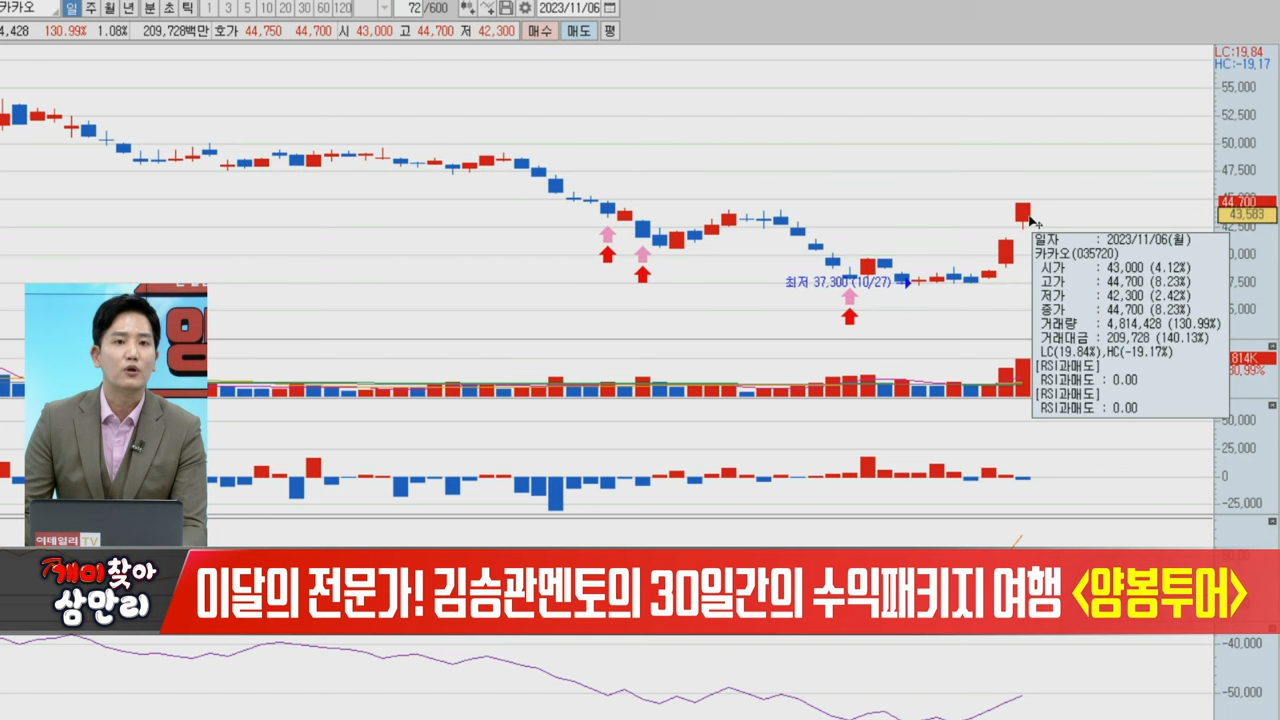 카카오 일 주 월 년 분 초 틱 1 3 5 10 20 30 60 120 72 /600 2023/11/06
4,428 130.99% 1.08% 209,728백만 호가 44,750 44,700 시 43,000 고 44,700 저 42,300 매수 매도 평
LC:19.84
HC:-19.17
55,000
52,500
50,000
47,500
44,700
43,583
42,500
최저 37,300 (10/27)
일자 : 2023/11/06(월)
카카오(035720)
시가 : 43,000 (4.12%)
고가 : 44,700 (8.23%)
저가 : 42,300 (2.42%)
종가 : 44,700 (8.23%)
거래량 : 4,814,428 (130.99%)
거래대금 : 209,728 (140.13%)
LC(19.84%),HC(-19.17%)
[RSI과매도]
RSI과매도 : 0.00
[RSI과매도]
RSI과매도 : 0.00
814K
30.99%
50,000
25,000
0
-25,000
이데일리 TV
개미찾아
삼만리
이달의 전문가! 김승관멘토의 30일간의 수익패키지 여행 <양봉투어>
-40,000
-50,000